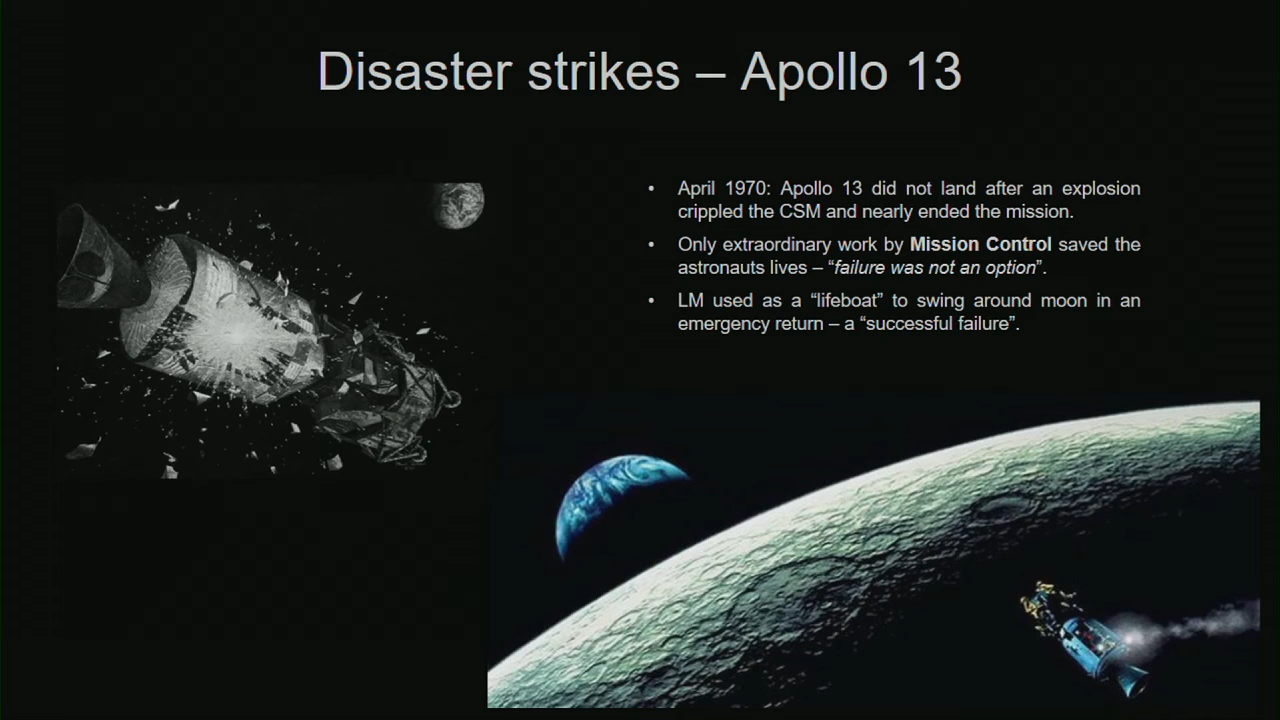 Disaster strikes – Apollo 13
• April 1970: Apollo 13 did not land after an explosion
crippled the CSM and nearly ended the mission.
• Only extraordinary work by Mission Control saved the
astronauts lives – “failure was not an option”.
• LM used as a “lifeboat” to swing around moon in an
emergency return – a “successful failure”.